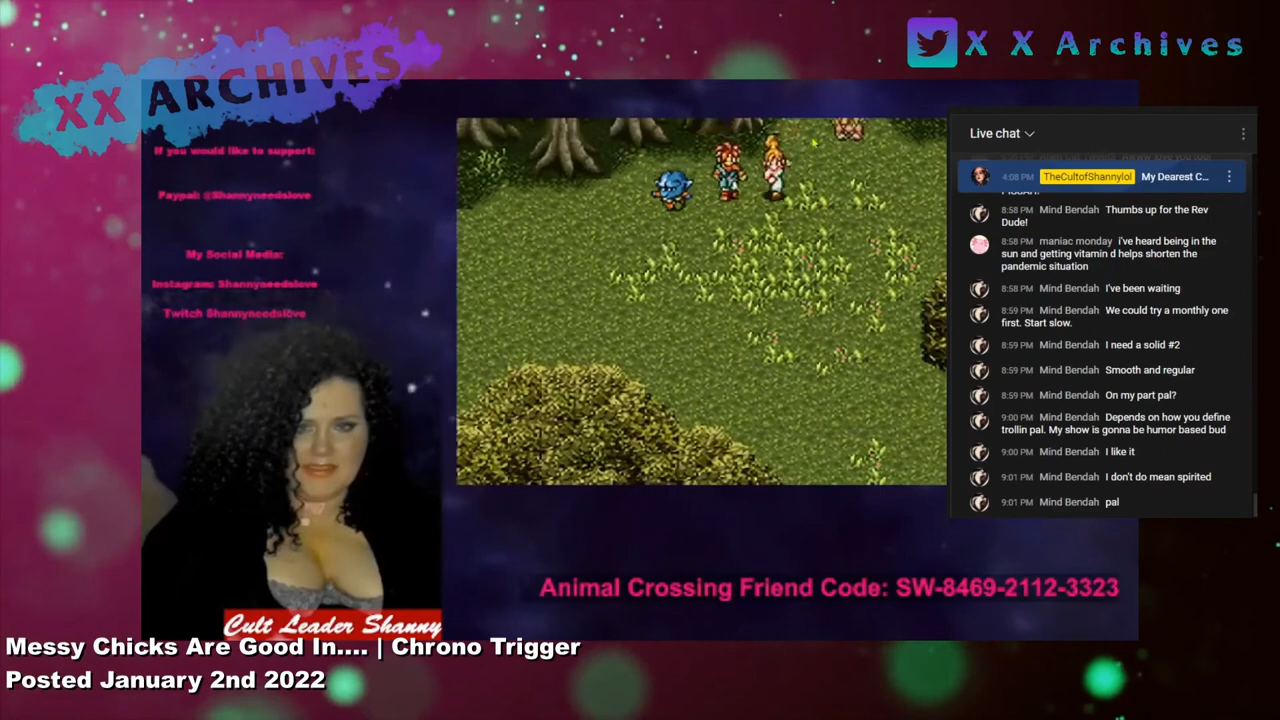 XX ARCHIVES
X X Archives
If you would like to support:
Paypal: @Shannyneedslove
My Social Media:
Instagram: Shannyneedslove
Twitch Shannyneedslove
Cult Leader Shanny
Live chat
4:08 PM TheCultofShannylol My Dearest C...
8:58 PM Mind Bendah Thumbs up for the Rev
Dude!
8:58 PM maniac monday i've heard being in the
sun and getting vitamin d helps shorten the
pandemic situation
8:58 PM Mind Bendah I've been waiting
8:59 PM Mind Bendah We could try a monthly one
first. Start slow.
8:59 PM Mind Bendah I need a solid #2
8:59 PM Mind Bendah Smooth and regular
8:59 PM Mind Bendah On my part pal?
9:00 PM Mind Bendah Depends on how you define
trollin pal. My show is gonna be humor based bud
9:00 PM Mind Bendah I like it
9:01 PM Mind Bendah I don't do mean spirited
9:01 PM Mind Bendah pal
Animal Crossing Friend Code: SW-8469-2112-3323
Messy Chicks Are Good In.... | Chrono Trigger
Posted January 2nd 2022